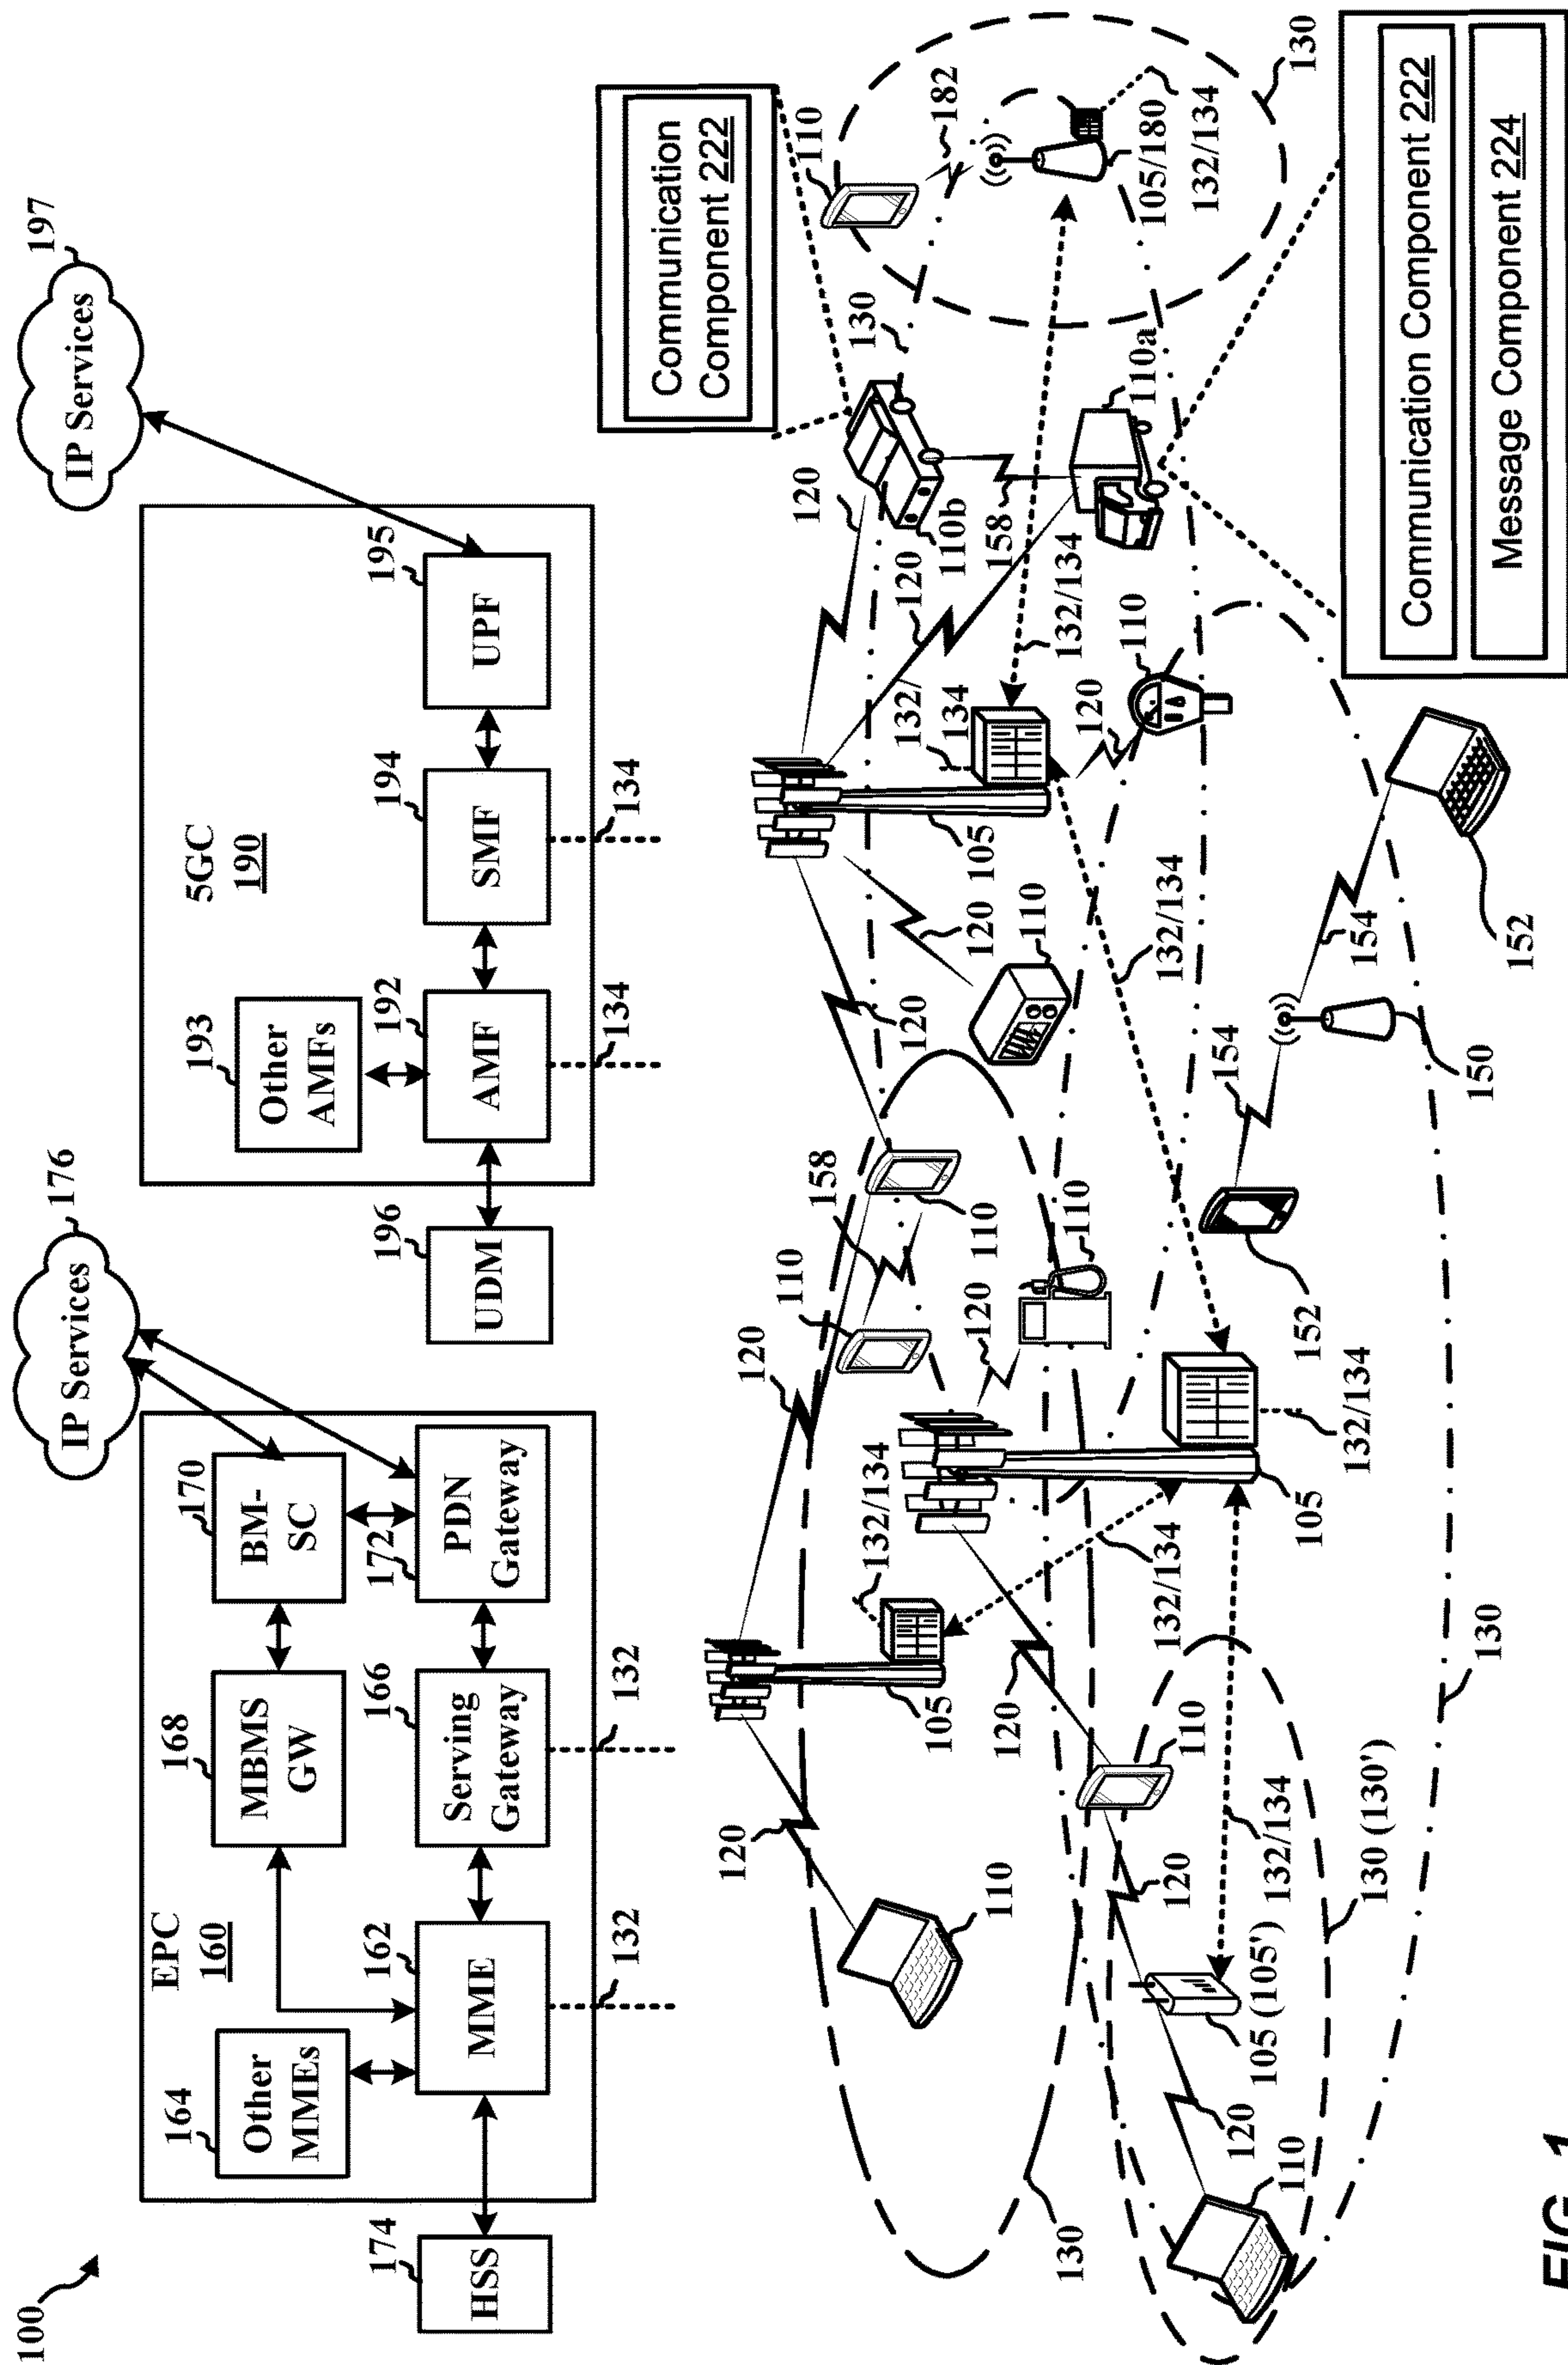 100
174
HSS
EPC
160
164
Other
MMEs
162
MME
132
168
MBMS
GW
166
Serving
Gateway
132
170
BM-
SC
172
PDN
Gateway
IP Services
176
196
UDM
5GC
190
193
Other
AMFs
192
AMF
134
194
SMF
134
195
UPF
IP Services
197
120
110
130
105
132/134
120
110
158
110
120
120
110
120
110
105
132/
134
120
120
110b
158
110a
130
Communication
Component 222
110
182
105/180
132/134
130
132/134
120
110
132/134
110
120
105 (105')
120
110
120
132/134
130 (130')
132/134
105
132/134
130
152
154
150
154
152
Communication Component 222
Message Component 224
FIG. 1